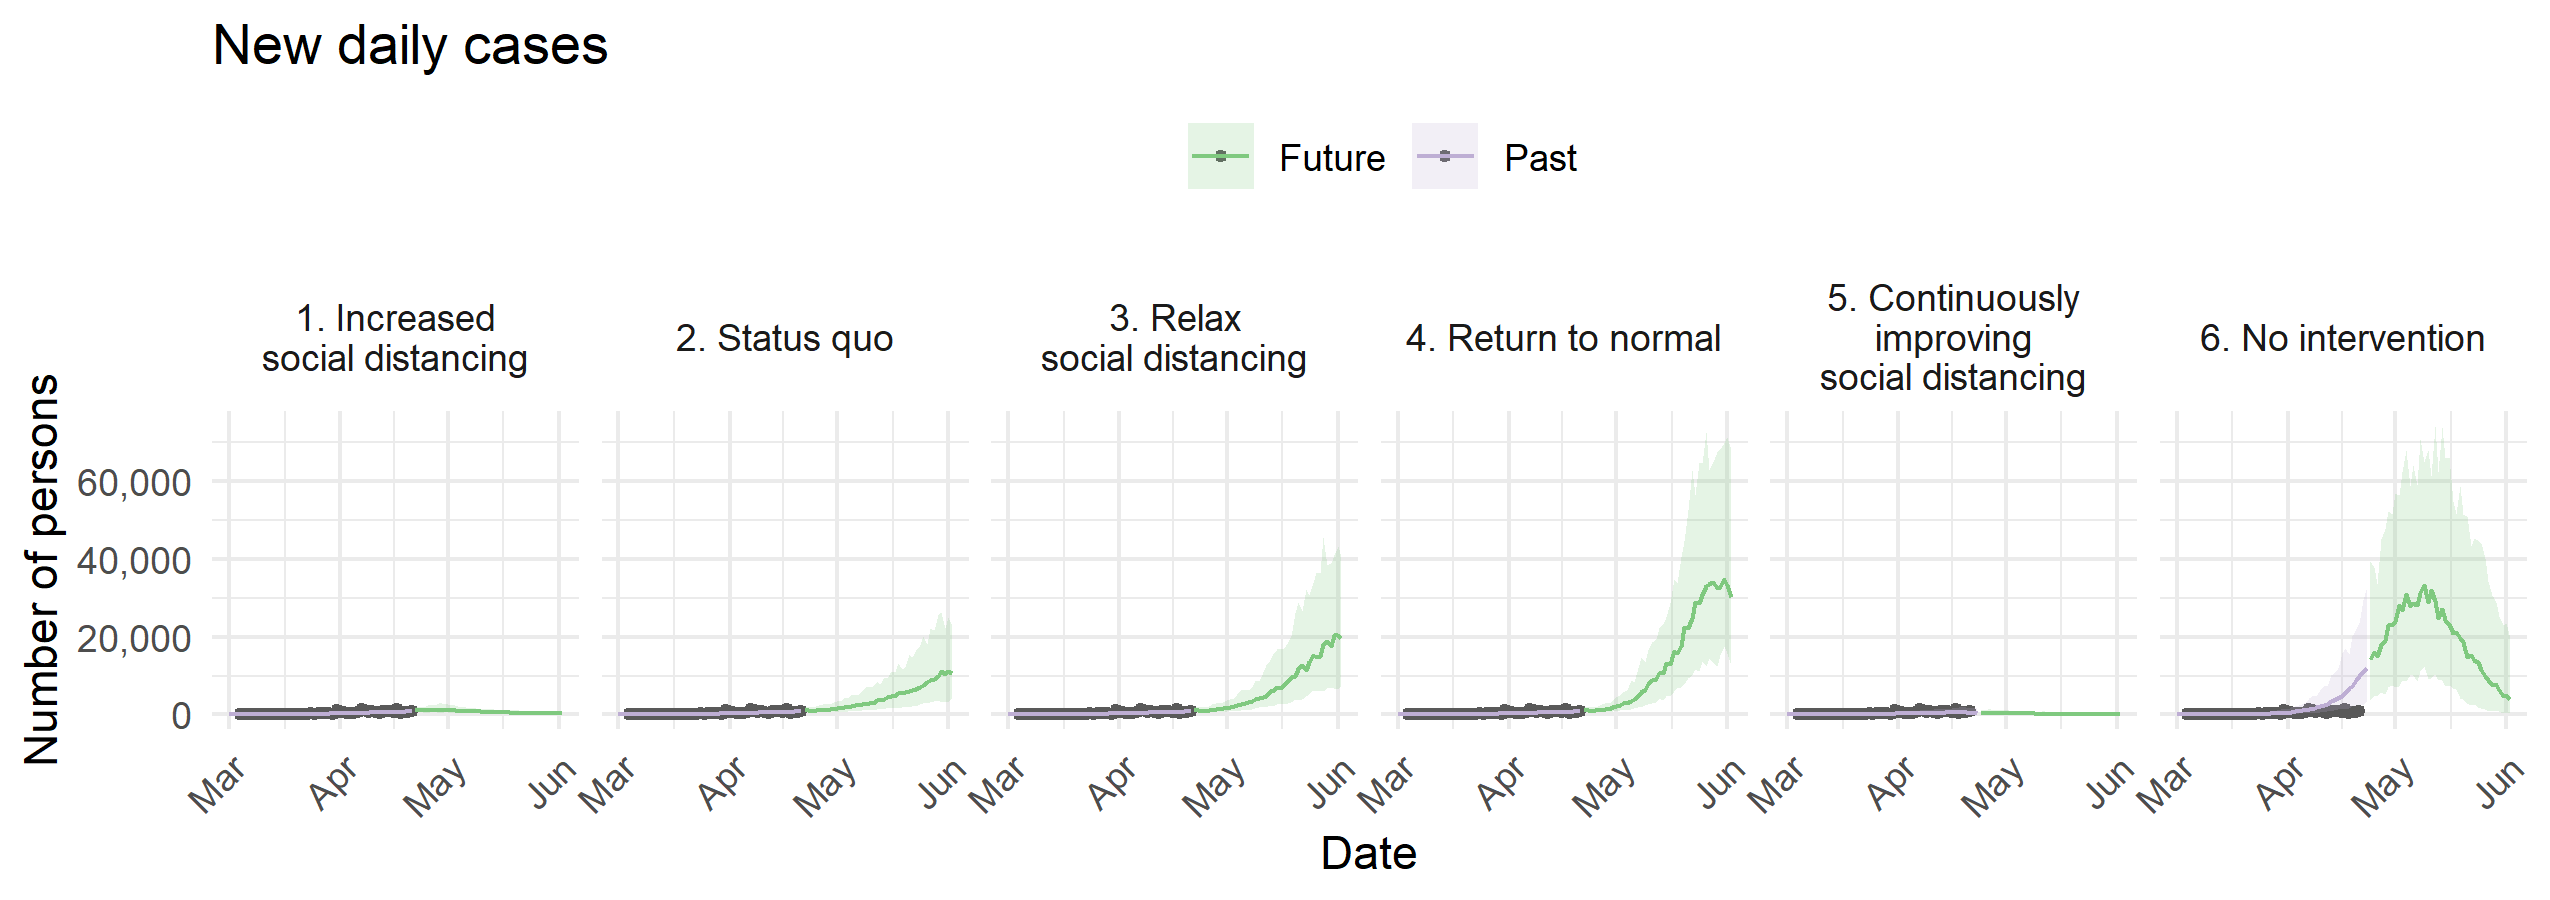 New daily cases
Future
Past
1. Increased
social distancing
2. Status quo
3. Relax
social distancing
4. Return to normal
5. Continuously
improving
social distancing
6. No intervention
Number of persons
60,000
40,000
20,000
0
Mar Apr May Jun Mar Apr May Jun Mar Apr May Jun Mar Apr May Jun Mar Apr May Jun Mar Apr May Jun
Date